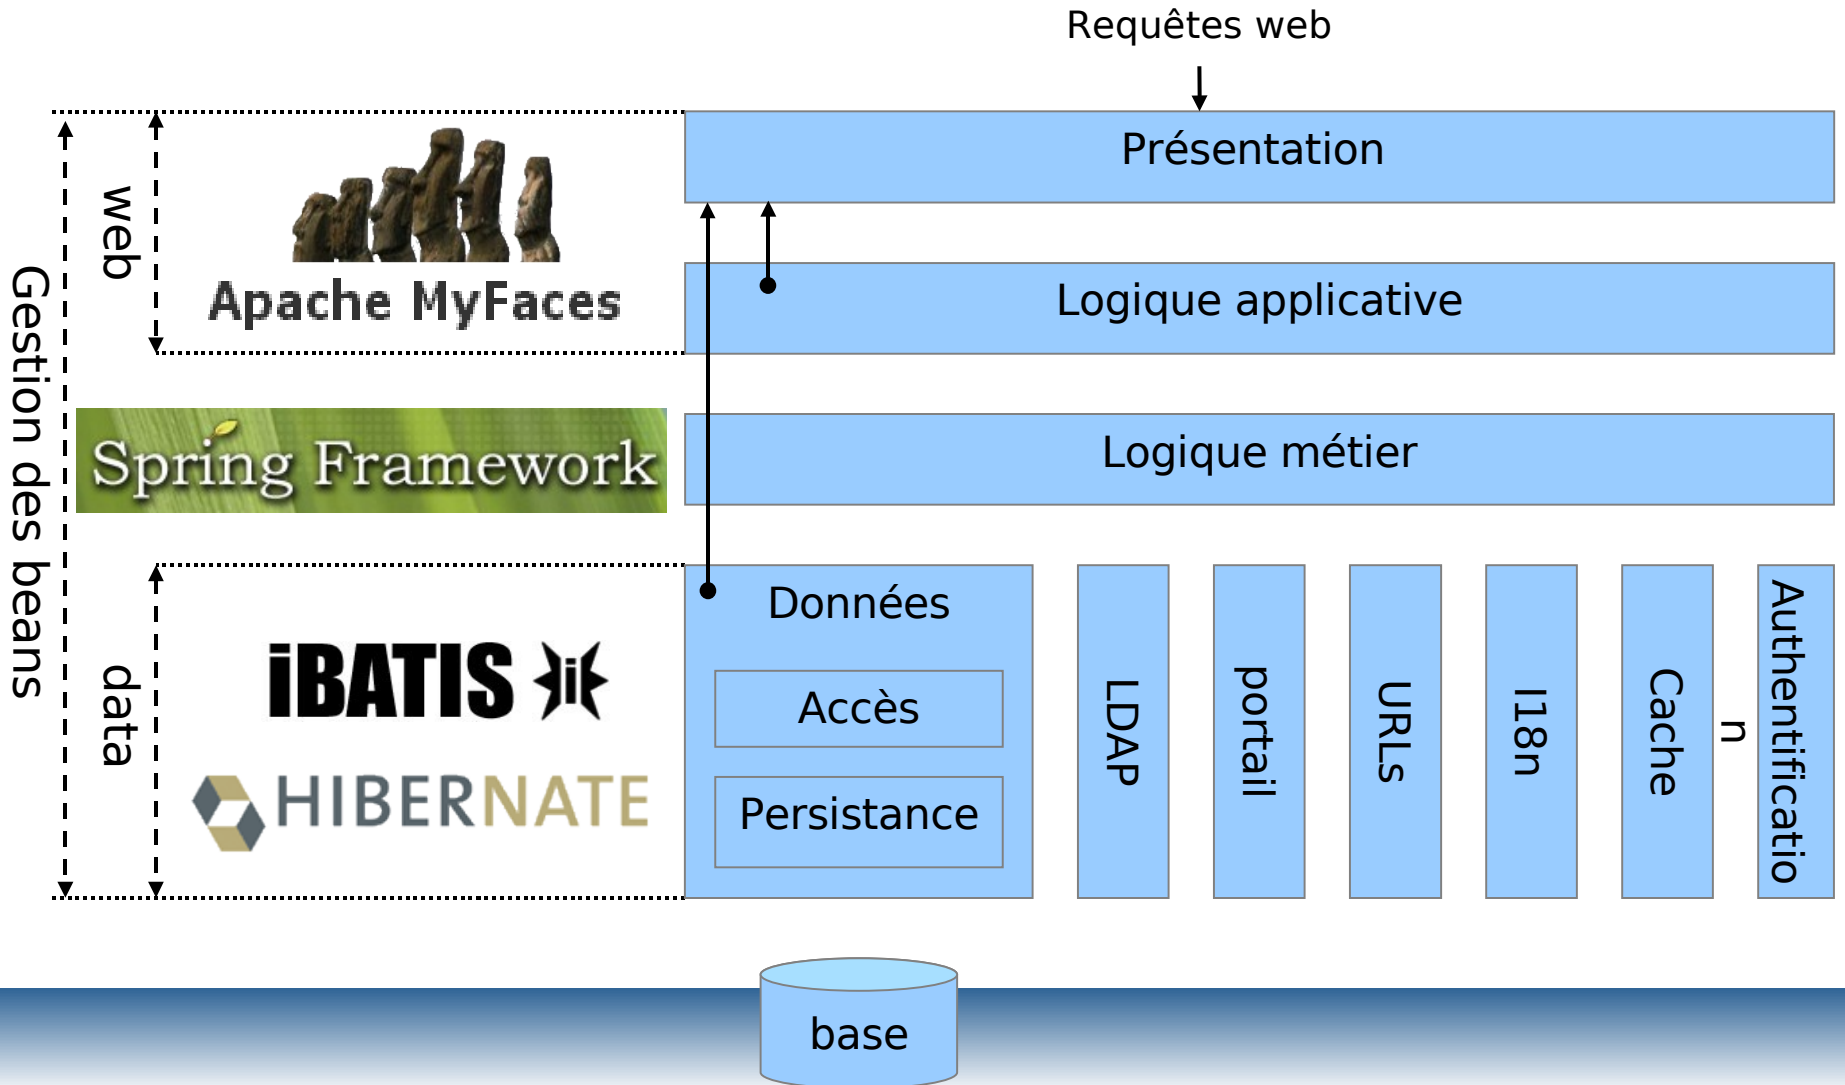 Requêtes web
Présentation
web
Apache MyFaces
Logique applicative
Gestion des beans
Spring Framework
Logique métier
data
iBATIS
HIBERNATE
Données
Accès
Persistance
LDAP
portail
URLs
I18n
Cache
Authentificatio
n
base